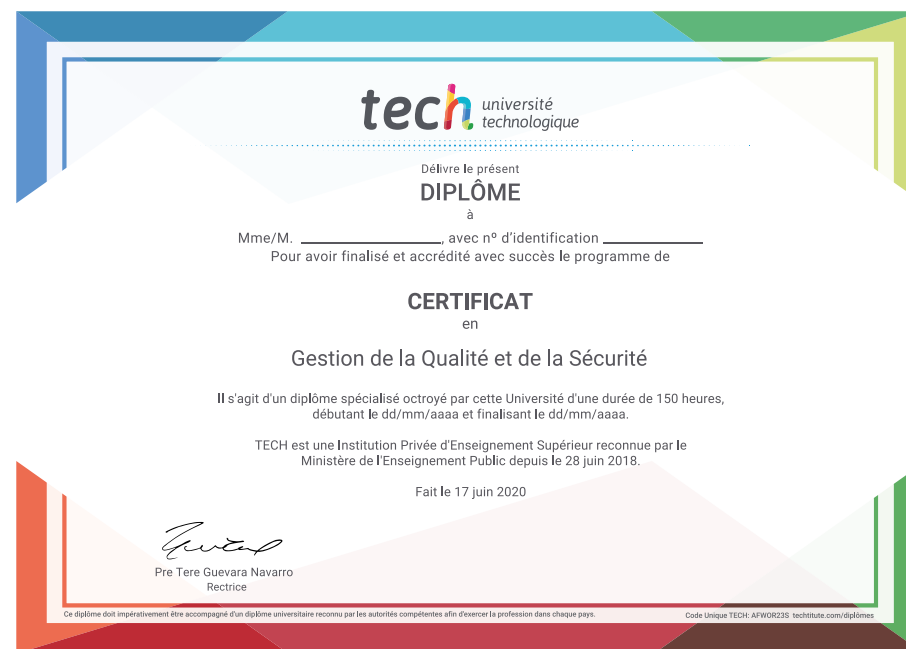 tech université
technologique
Délivre le présent
DIPLÔME
à
Mme/M. ____________________, avec nº d'identification ______________
Pour avoir finalisé et accrédité avec succès le programme de
CERTIFICAT
en
Gestion de la Qualité et de la Sécurité
Il s'agit d'un diplôme spécialisé octroyé par cette Université d'une durée de 150 heures,
débutant le dd/mm/aaaa et finalisant le dd/mm/aaaa.
TECH est une Institution Privée d'Enseignement Supérieur reconnue par le
Ministère de l'Enseignement Public depuis le 28 juin 2018.
Fait le 17 juin 2020
Pre Tere Guevara Navarro
Rectrice
Ce diplôme doit impérativement être accompagné d'un diplôme universitaire reconnu par les autorités compétentes afin d'exercer la profession dans chaque pays.
Code Unique TECH: AFWOR23S techtitute.com/diplômes